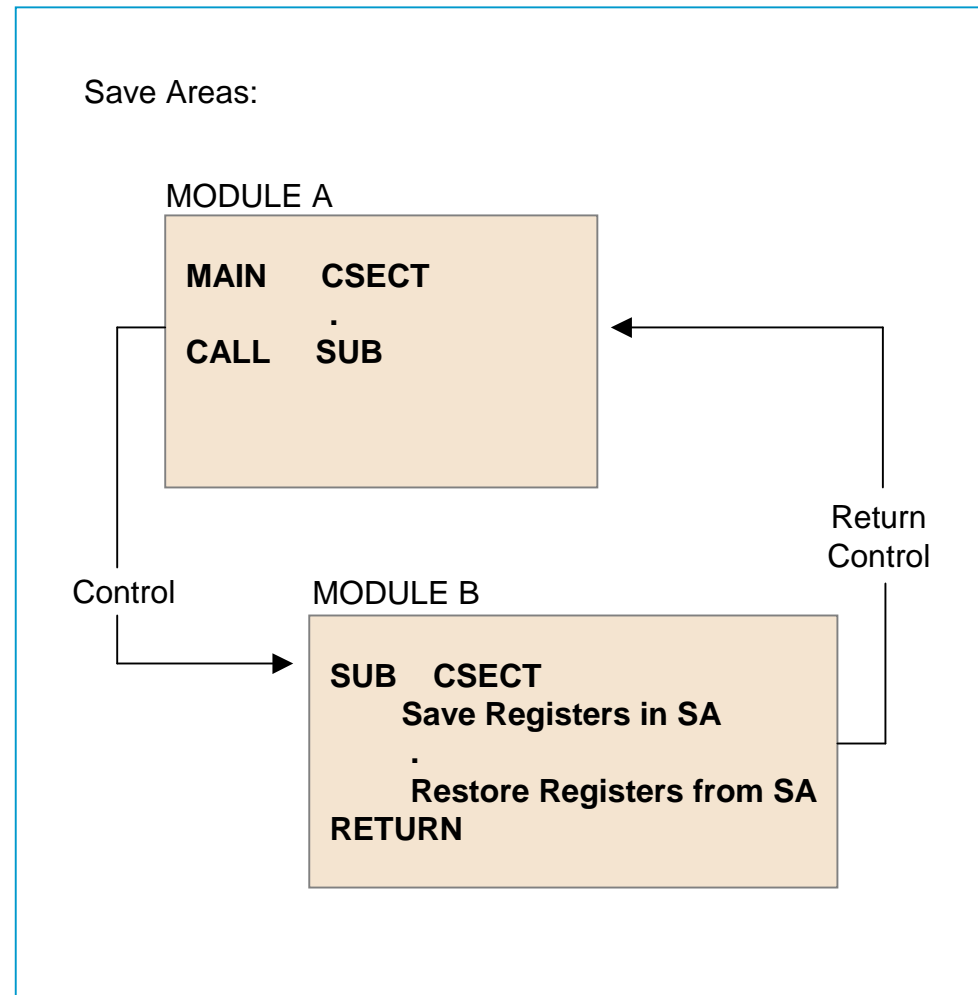 Save Areas:
MODULE A
MAIN CSECT
.
CALL SUB
Return
Control
Control
MODULE B
SUB CSECT
Save Registers in SA
.
Restore Registers from SA
RETURN